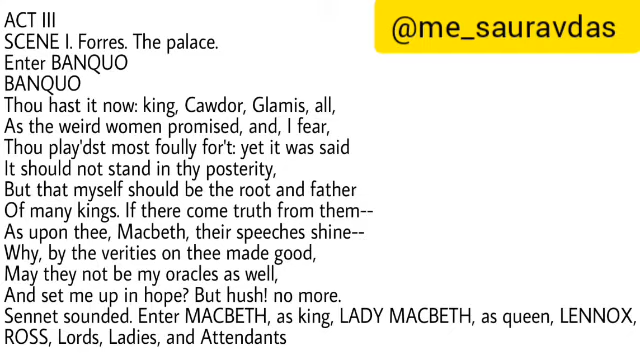 ACT III
@me_sauravdas
SCENE I. Forres. The palace.
Enter BANQUO
BANQUO
Thou hast it now: king, Cawdor, Glamis, all,
As the weird women promised, and, I fear,
Thou play'dst most foully for't: yet it was said
It should not stand in thy posterity,
But that myself should be the root and father
Of many kings. If there come truth from them--
As upon thee, Macbeth, their speeches shine--
Why, by the verities on thee made good,
May they not be my oracles as well,
And set me up in hope? But hush! no more.
Sennet sounded. Enter MACBETH, as king, LADY MACBETH, as queen, LENNOX,
ROSS, Lords, Ladies, and Attendants